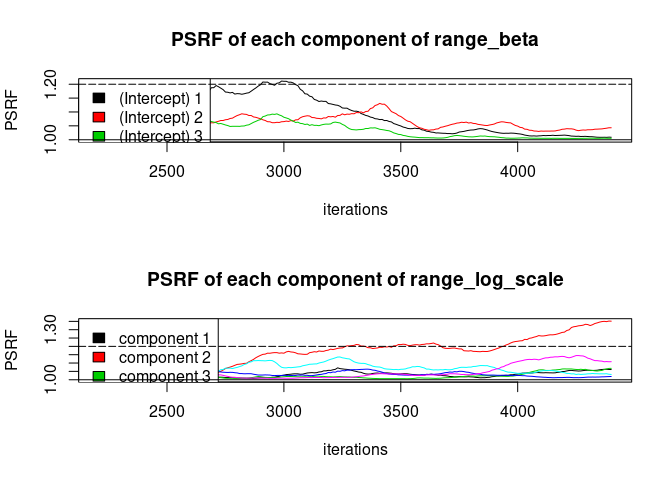 PSRF of each component of range_beta
PSRF
1.20
1.00
(Intercept) 1
(Intercept) 2
(Intercept) 3
2500 3000 3500 4000
iterations
PSRF of each component of range_log_scale
PSRF
1.30
1.00
component 1
component 2
component 3
2500 3000 3500 4000
iterations